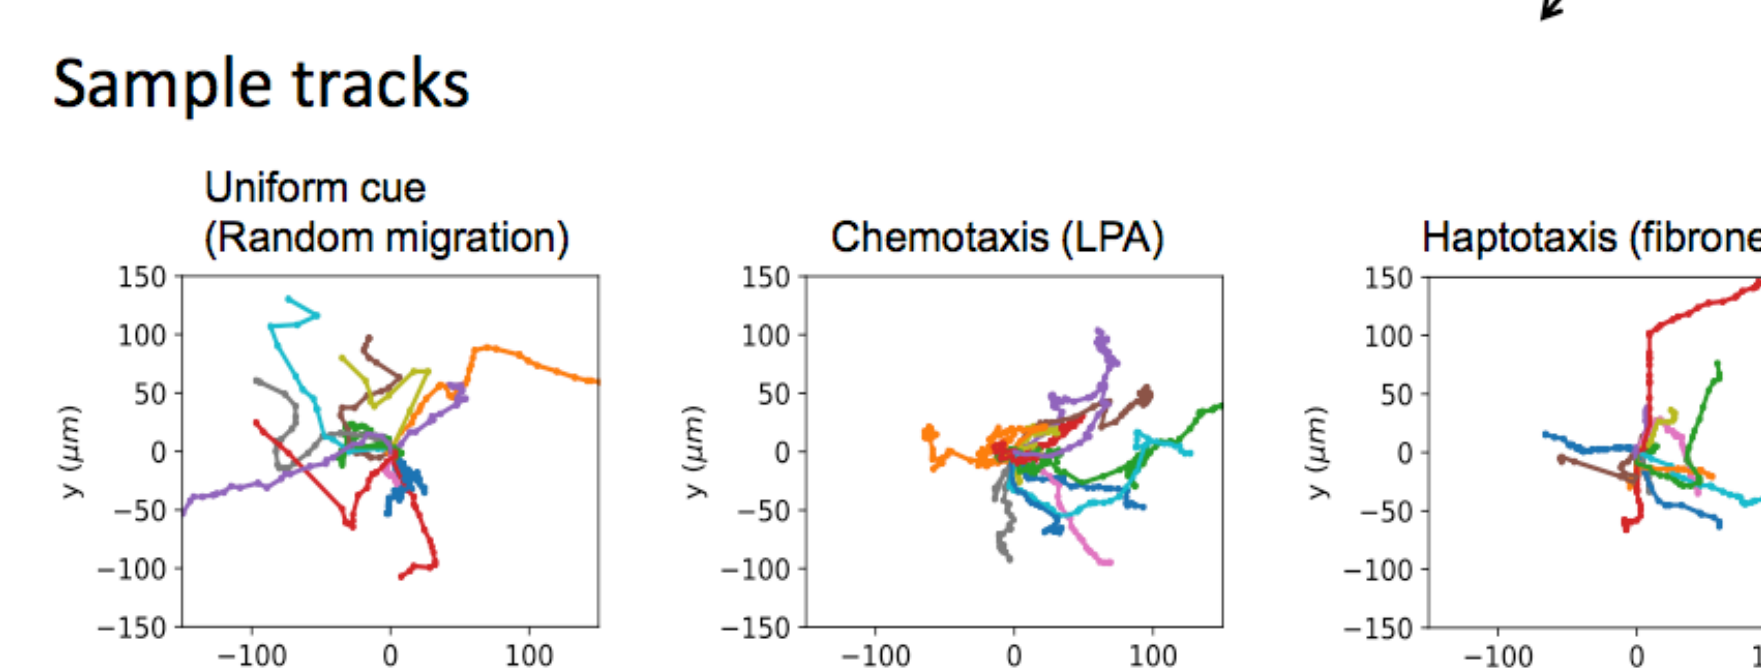 Sample tracks
Uniform cue
(Random migration)
Chemotaxis (LPA)
Haptotaxis (fibrone
150
100
50
0
−50
−100
−150
y (μm)
−100 0 100
150
100
50
0
−50
−100
−150
y (μm)
−100 0 100
150
100
50
0
−50
−100
−150
y (μm)
−100 0